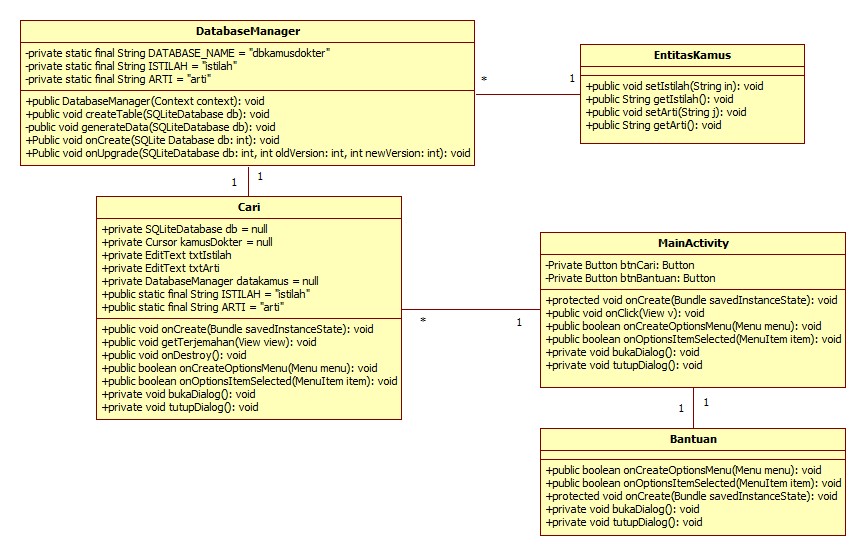 DatabaseManager
-private static final String DATABASE_NAME = "dbkamusdokter"
-private static final String ISTILAH = "istilah"
-private static final String ARTI = "arti"
+public DatabaseManager(Context context): void
+public void createTable(SQLiteDatabase db): void
-public void generateData(SQLiteDatabase db): void
+Public void onCreate(SQLite Database db: int): void
+Public void onUpgrade(SQLiteDatabase db: int, int oldVersion: int, int newVersion: int): void
* 1
EntitasKamus
+public void setIstilah(String in): void
+public String getIstilah(): void
+public void setArti(String j): void
+public String getArti(): void
1 1
Cari
+private SQLiteDatabase db = null
+private Cursor kamusDokter = null
+private EditText txtIstilah
+private EditText txtArti
+private DatabaseManager datakamus = null
+public static final String ISTILAH = "istilah"
+public static final String ARTI = "arti"
+public void onCreate(Bundle savedInstanceState): void
+public void getTerjemahan(View view): void
+public void onDestroy(): void
+public boolean onCreateOptionsMenu(Menu menu): void
+public boolean onOptionsItemSelected(MenuItem item): void
+private void bukaDialog(): void
+private void tutupDialog(): void
* 1
MainActivity
-Private Button btnCari: Button
-Private Button btnBantuan: Button
+protected void onCreate(Bundle savedInstanceState): void
+public void onClick(View v): void
+public boolean onCreateOptionsMenu(Menu menu): void
+public boolean onOptionsItemSelected(MenuItem item): void
+private void bukaDialog(): void
+private void tutupDialog(): void
1 1
Bantuan
+public boolean onCreateOptionsMenu(Menu menu): void
+public boolean onOptionsItemSelected(MenuItem item): void
+protected void onCreate(Bundle savedInstanceState): void
+private void bukaDialog(): void
+private void tutupDialog(): void